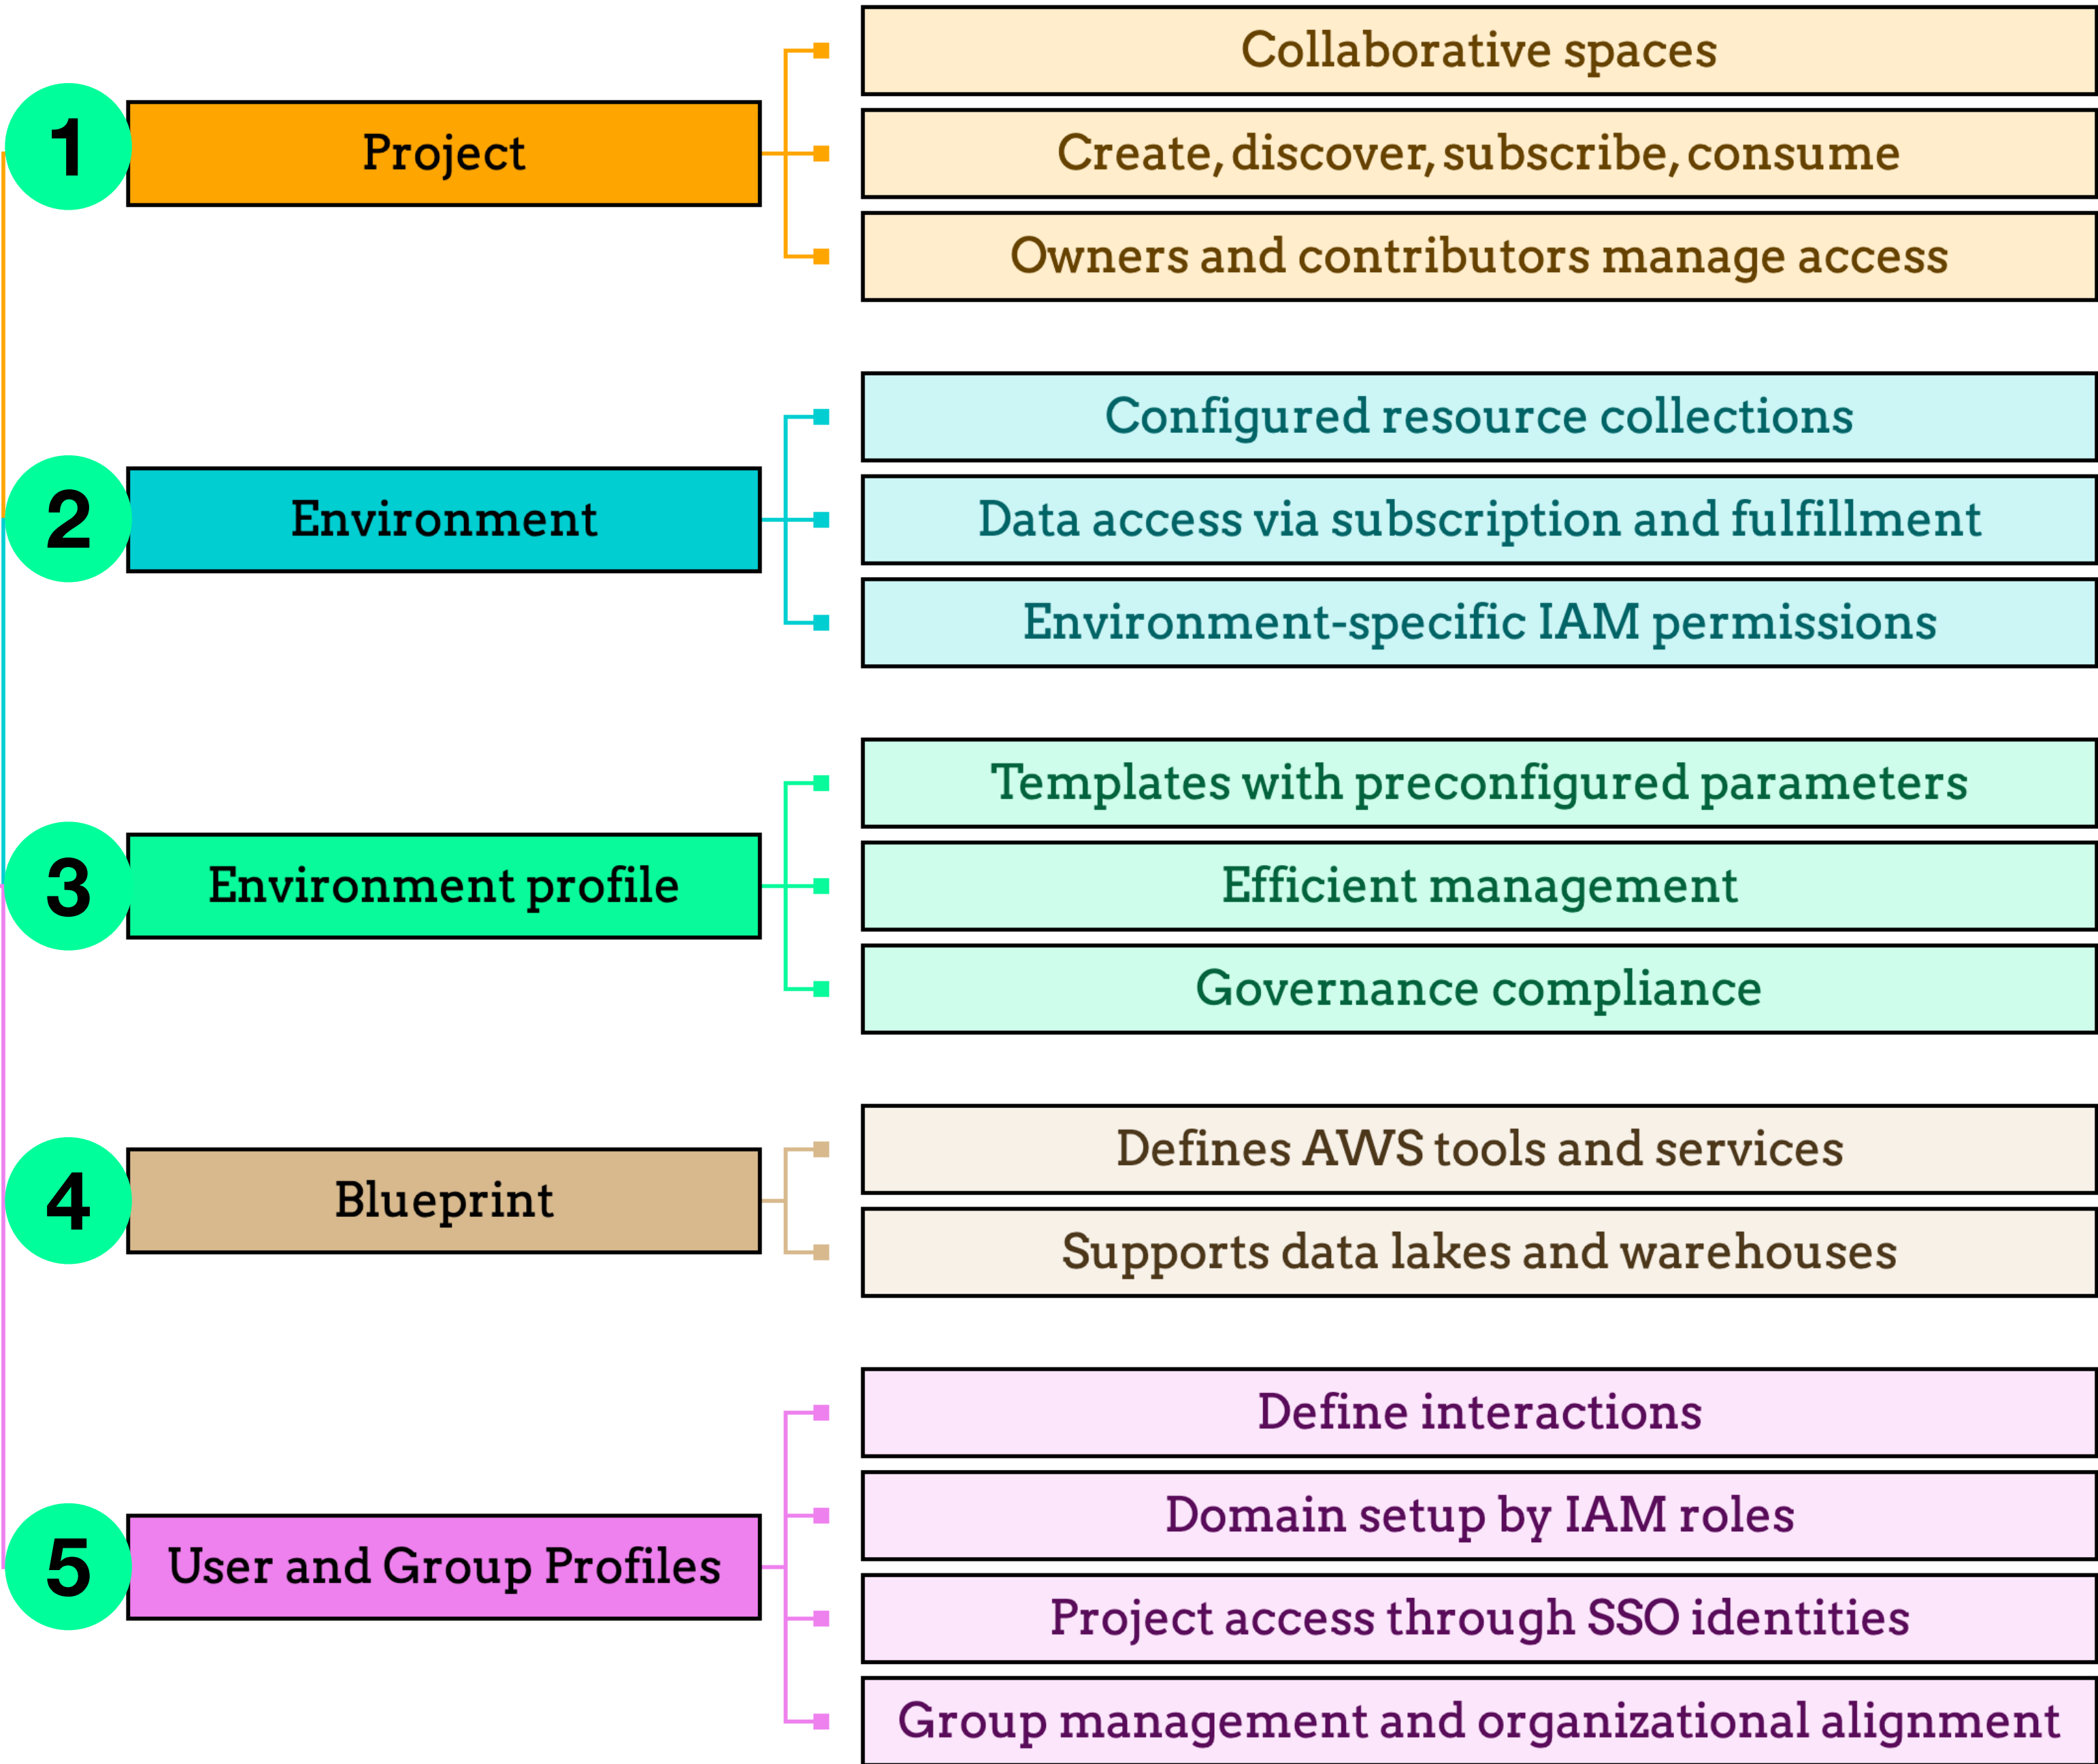 1
Project
Collaborative spaces
Create, discover, subscribe, consume
Owners and contributors manage access
2
Environment
Configured resource collections
Data access via subscription and fulfillment
Environment-specific IAM permissions
3
Environment profile
Templates with preconfigured parameters
Efficient management
Governance compliance
4
Blueprint
Defines AWS tools and services
Supports data lakes and warehouses
5
User and Group Profiles
Define interactions
Domain setup by IAM roles
Project access through SSO identities
Group management and organizational alignment